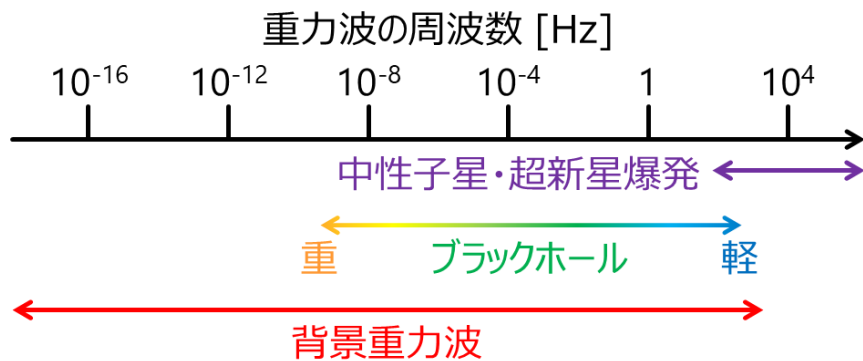 重力波の周波数 [Hz]
10⁻¹⁶ 10⁻¹² 10⁻⁸ 10⁻⁴ 1 10⁴
中性子星・超新星爆発
重 ブラックホール 軽
背景重力波